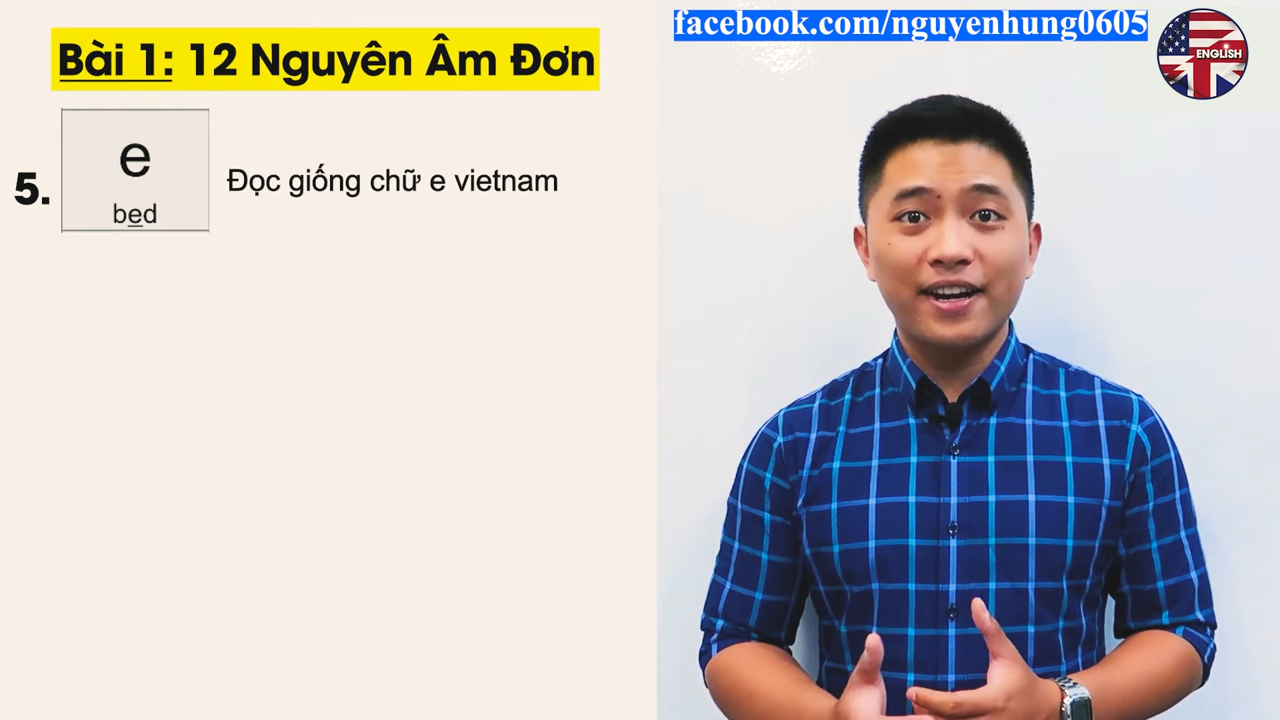 facebook.com/nguyenhung0605
ENGLISH
Bài 1: 12 Nguyên Âm Đơn
5.
e
bed
Đọc giống chữ e vietnam